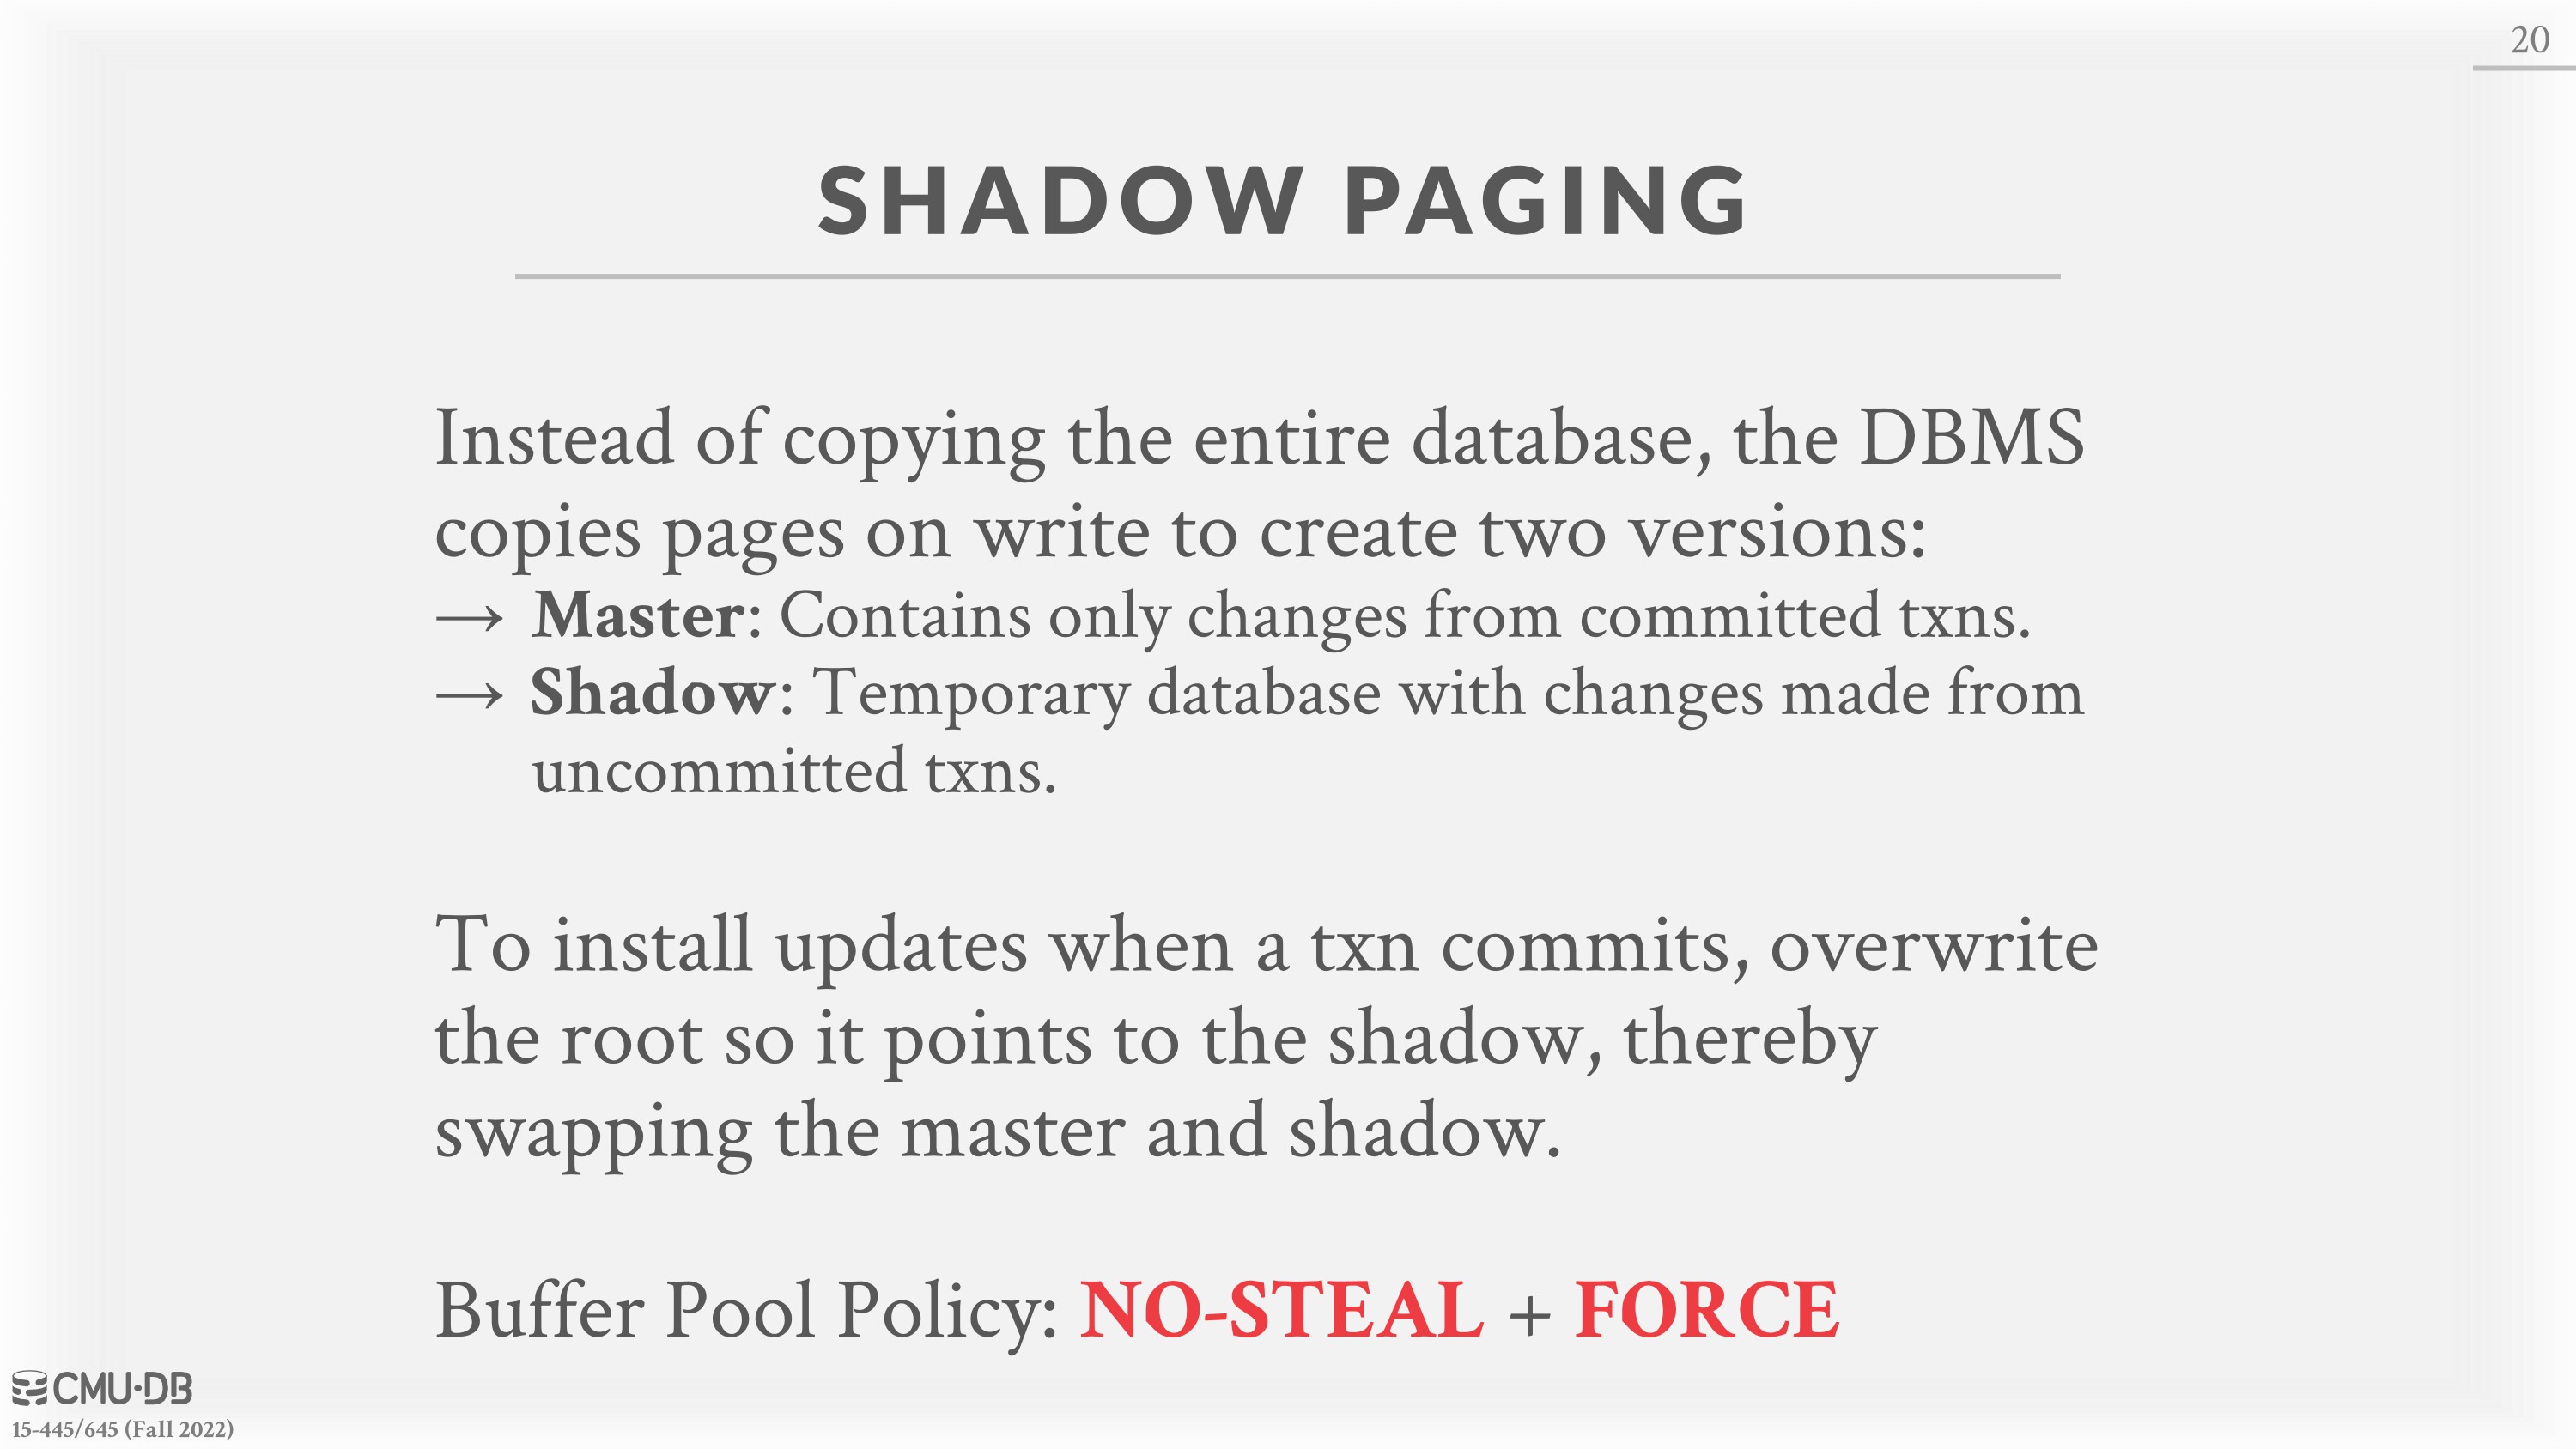 20
SHADOW PAGING
Instead of copying the entire database, the DBMS
copies pages on write to create two versions:
→ Master: Contains only changes from committed txns.
→ Shadow: Temporary database with changes made from
uncommitted txns.
To install updates when a txn commits, overwrite
the root so it points to the shadow, thereby
swapping the master and shadow.
Buffer Pool Policy: NO-STEAL + FORCE
CMU·DB
15-445/645 (Fall 2022)